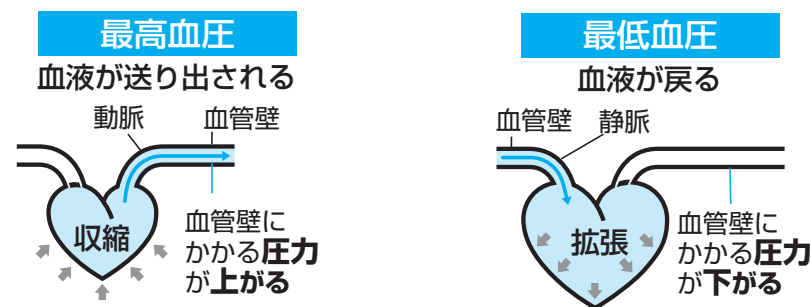 最高血圧
血液が送り出される
動脈
血管壁
収縮
血管壁に
かかる圧力
が上がる
最低血圧
血液が戻る
血管壁
静脈
拡張
血管壁に
かかる圧力
が下がる